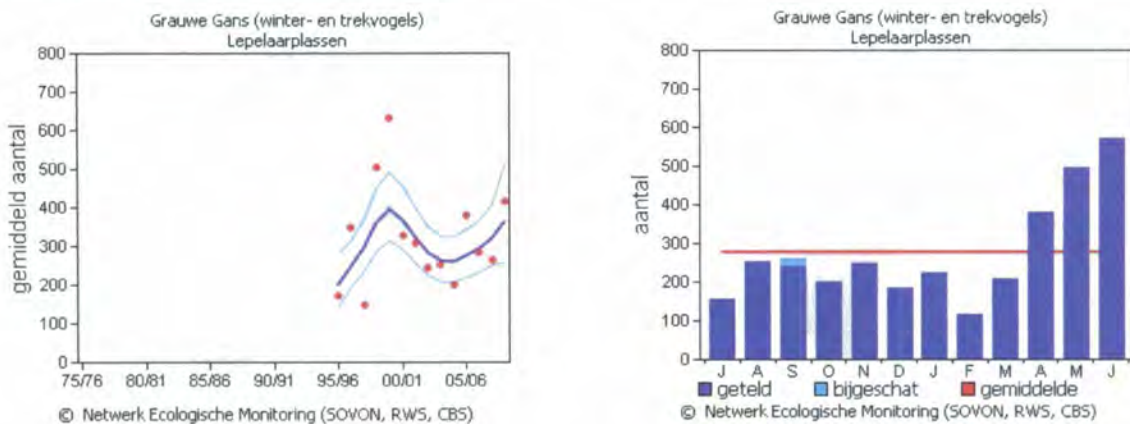 Grauwe Gans (winter- en trekvogels)
Lepelaarplassen
800
700
600
500
400
300
200
100
0
gemiddeld aantal
75/76 80/81 85/86 90/91 95/96 00/01 05/06
© Netwerk Ecologische Monitoring (SOVON, RWS, CBS)
Grauwe Gans (winter- en trekvogels)
Lepelaarplassen
800
700
600
500
400
300
200
100
0
aantal
J A S O N D J F M A M J
geteld bijgeschat gemiddelde
© Netwerk Ecologische Monitoring (SOVON, RWS, CBS)